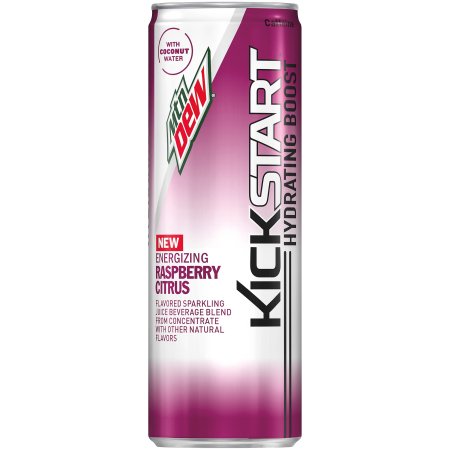 WITH
COCONUT
WATER
Caffeine
Mtn
DEW
KICKSTART
HYDRATING BOOST
NEW
ENERGIZING
RASPBERRY
CITRUS
FLAVORED SPARKLING
JUICE BEVERAGE BLEND
FROM CONCENTRATE
WITH OTHER NATURAL
FLAVORS